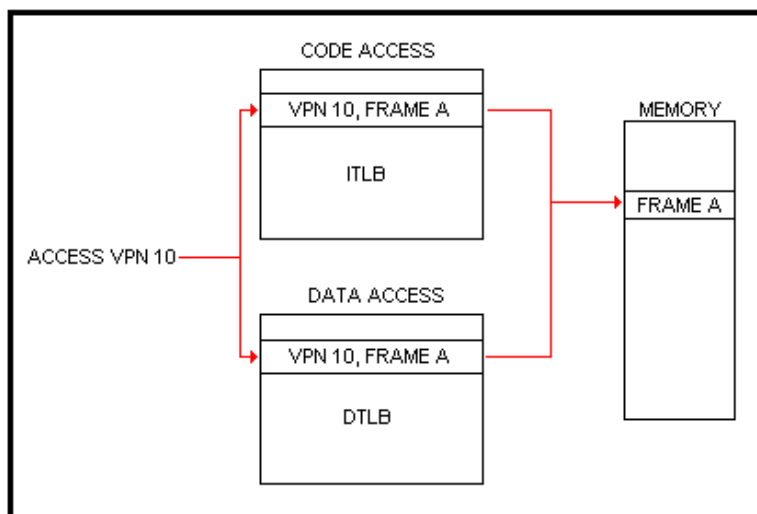 CODE ACCESS
VPN 10, FRAME A
ITLB
MEMORY
FRAME A
ACCESS VPN 10
DATA ACCESS
VPN 10, FRAME A
DTLB